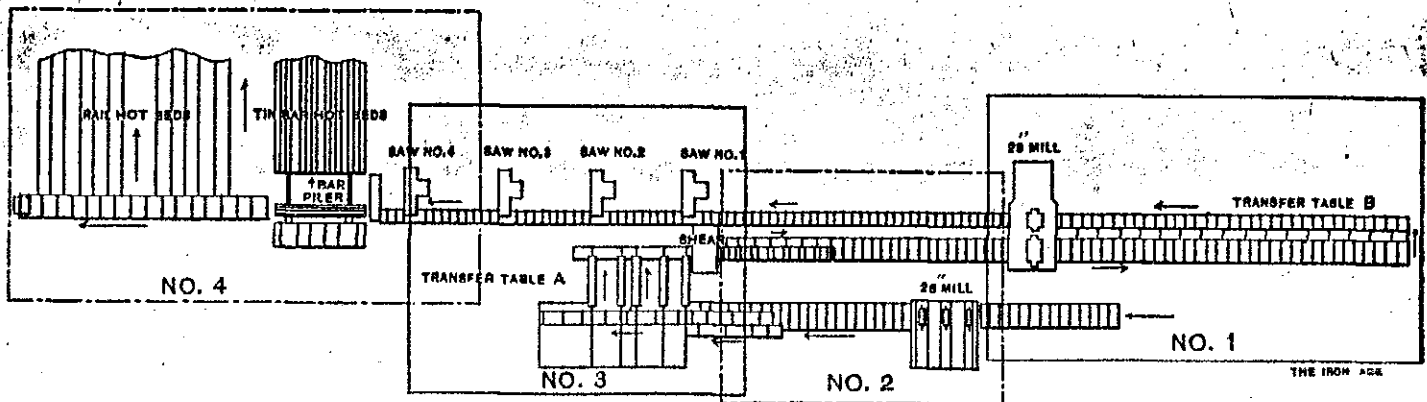 RAIL HOT BEDS
TIN BAR HOT BEDS
BAR
PILER
SAW NO.4
SAW NO.3
SAW NO.2
SAW NO.1
28" MILL
TRANSFER TABLE B
SHEAR
TRANSFER TABLE A
28" MILL
NO. 4
NO. 3
NO. 2
NO. 1
THE IRON AGE